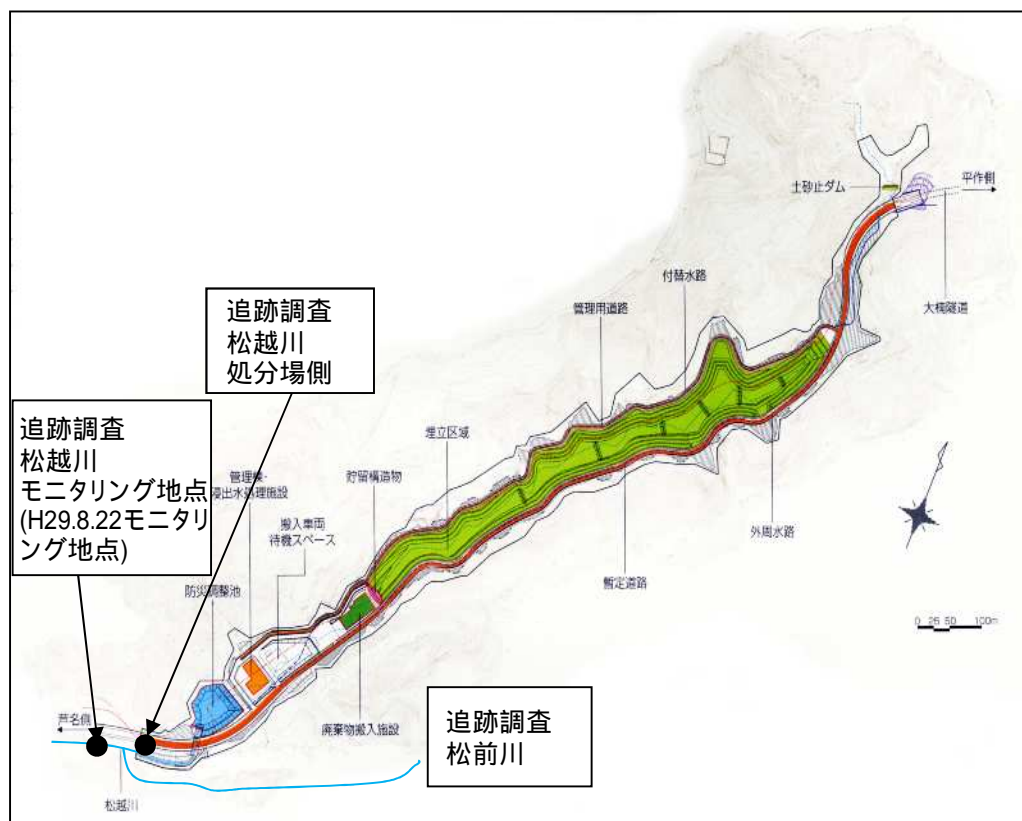 土砂止ダム
平作側
大楠隧道
付替水路
管理用道路
追跡調査
松越川
処分場側
追跡調査
松越川
モニタリング地点
(H29.8.22モニタリ
ング地点)
埋立区域
貯留構造物
管理棟・
浸出水処理施設
搬入車両
待機スペース
防災調整池
外周水路
暫定道路
0 25 50 100m
芦名側
廃棄物搬入施設
追跡調査
松前川
松越川